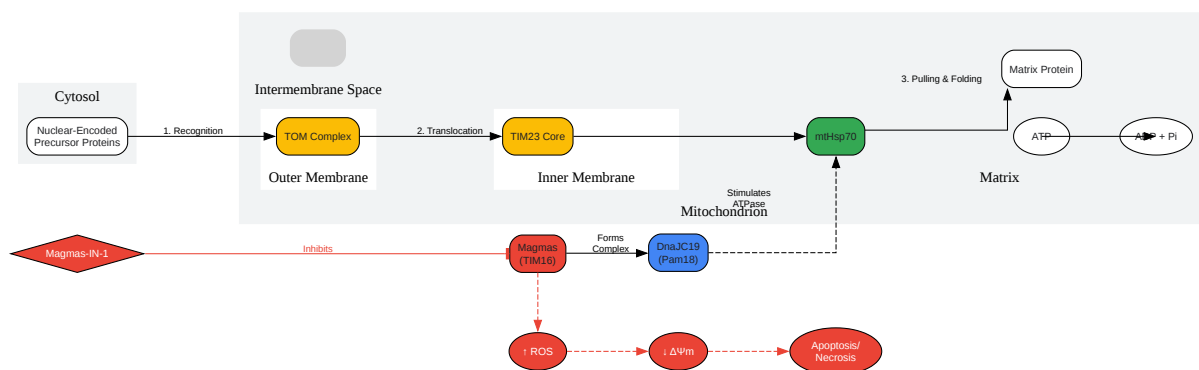 Intermembrane Space
3. Pulling & Folding
Matrix Protein
Cytosol
Nuclear-Encoded
Precursor Proteins
1. Recognition
TOM Complex
2. Translocation
TIM23 Core
mtHsp70
ATP
ADP + Pi
Outer Membrane
Inner Membrane
Matrix
Stimulates
ATPase
Mitochondrion
Magmas-IN-1
Inhibits
Magmas
(TIM16)
Forms
Complex
DnaJC19
(Pam18)
↑ ROS
↓ ΔΨm
Apoptosis/
Necrosis